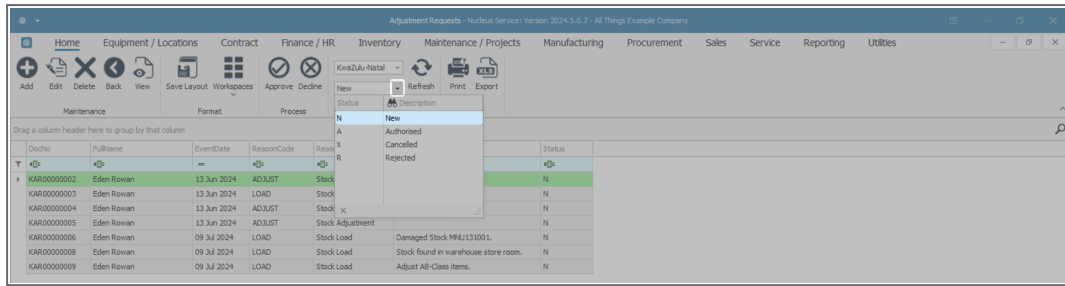 Adjustment Requests - Nucleus Service: Version 2024.5.0.7 - All Things Example Company
Home Equipment / Locations Contract Finance / HR Inventory Maintenance / Projects Manufacturing Procurement Sales Service Reporting Utilities
KwaZulu-Natal
Add Edit Delete Back View Save Layout Workspaces Approve Decline New Refresh Print Export
Maintenance Format Process
Status Description
N New
A Authorised
X Cancelled
R Rejected
Drag a column header here to group by that column
DocNo FullName EventDate ReasonCode Reas Status
KAR00000002 Eden Rowan 13 Jun 2024 ADJUST Stock N
KAR00000003 Eden Rowan 13 Jun 2024 LOAD Stock N
KAR00000004 Eden Rowan 13 Jun 2024 ADJUST Stock N
KAR00000005 Eden Rowan 13 Jun 2024 ADJUST Stock Adjustment N
KAR00000006 Eden Rowan 09 Jul 2024 LOAD Stock Load Damaged Stock MNU131001. N
KAR00000008 Eden Rowan 09 Jul 2024 LOAD Stock Load Stock found in warehouse store room. N
KAR00000009 Eden Rowan 09 Jul 2024 LOAD Stock Load Adjust AB-Class items. N